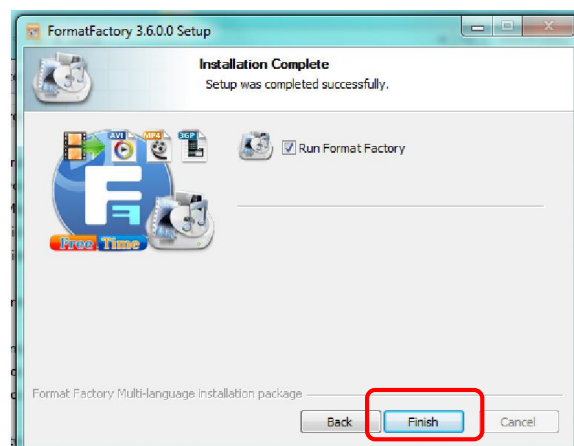 FormatFactory 3.6.0.0 Setup
Installation Complete
Setup was completed successfully.
AVI MP4 3GP
Run Format Factory
Free Time
Format Factory Multi-language installation package
Back Finish Cancel